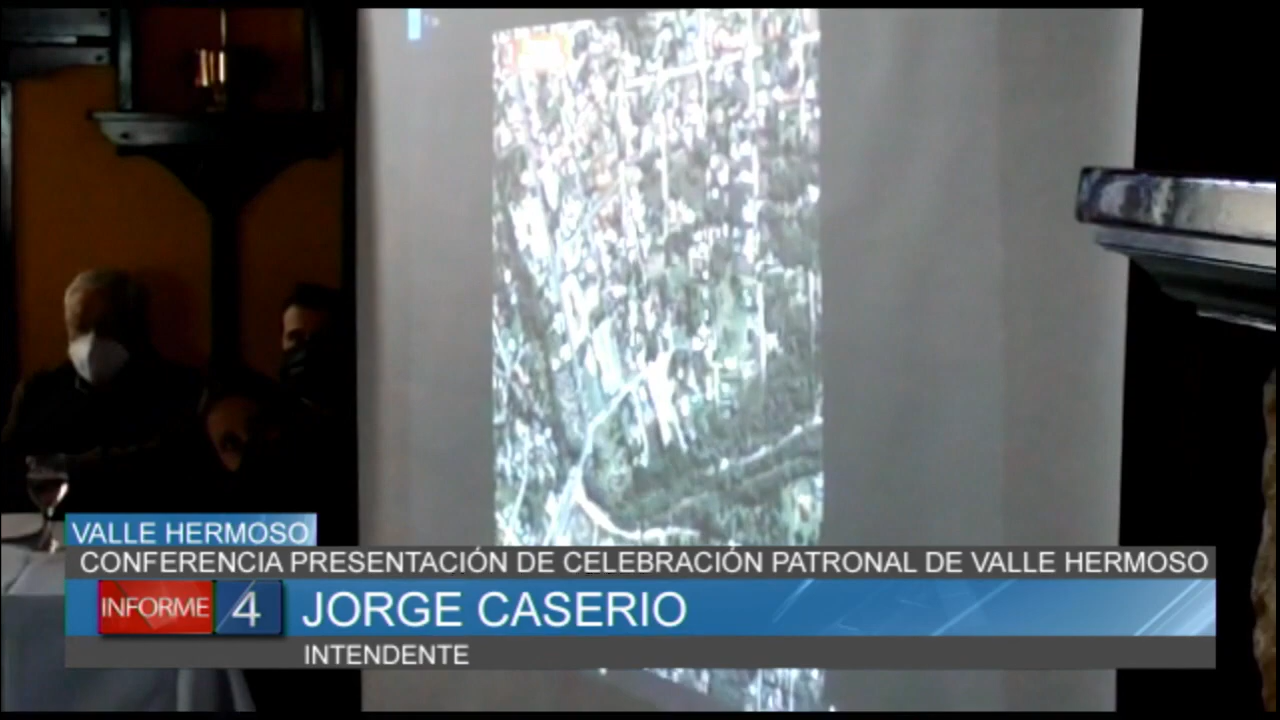 VALLE HERMOSO
CONFERENCIA PRESENTACIÓN DE CELEBRACIÓN PATRONAL DE VALLE HERMOSO
INFORME 4 JORGE CASERIO
INTENDENTE